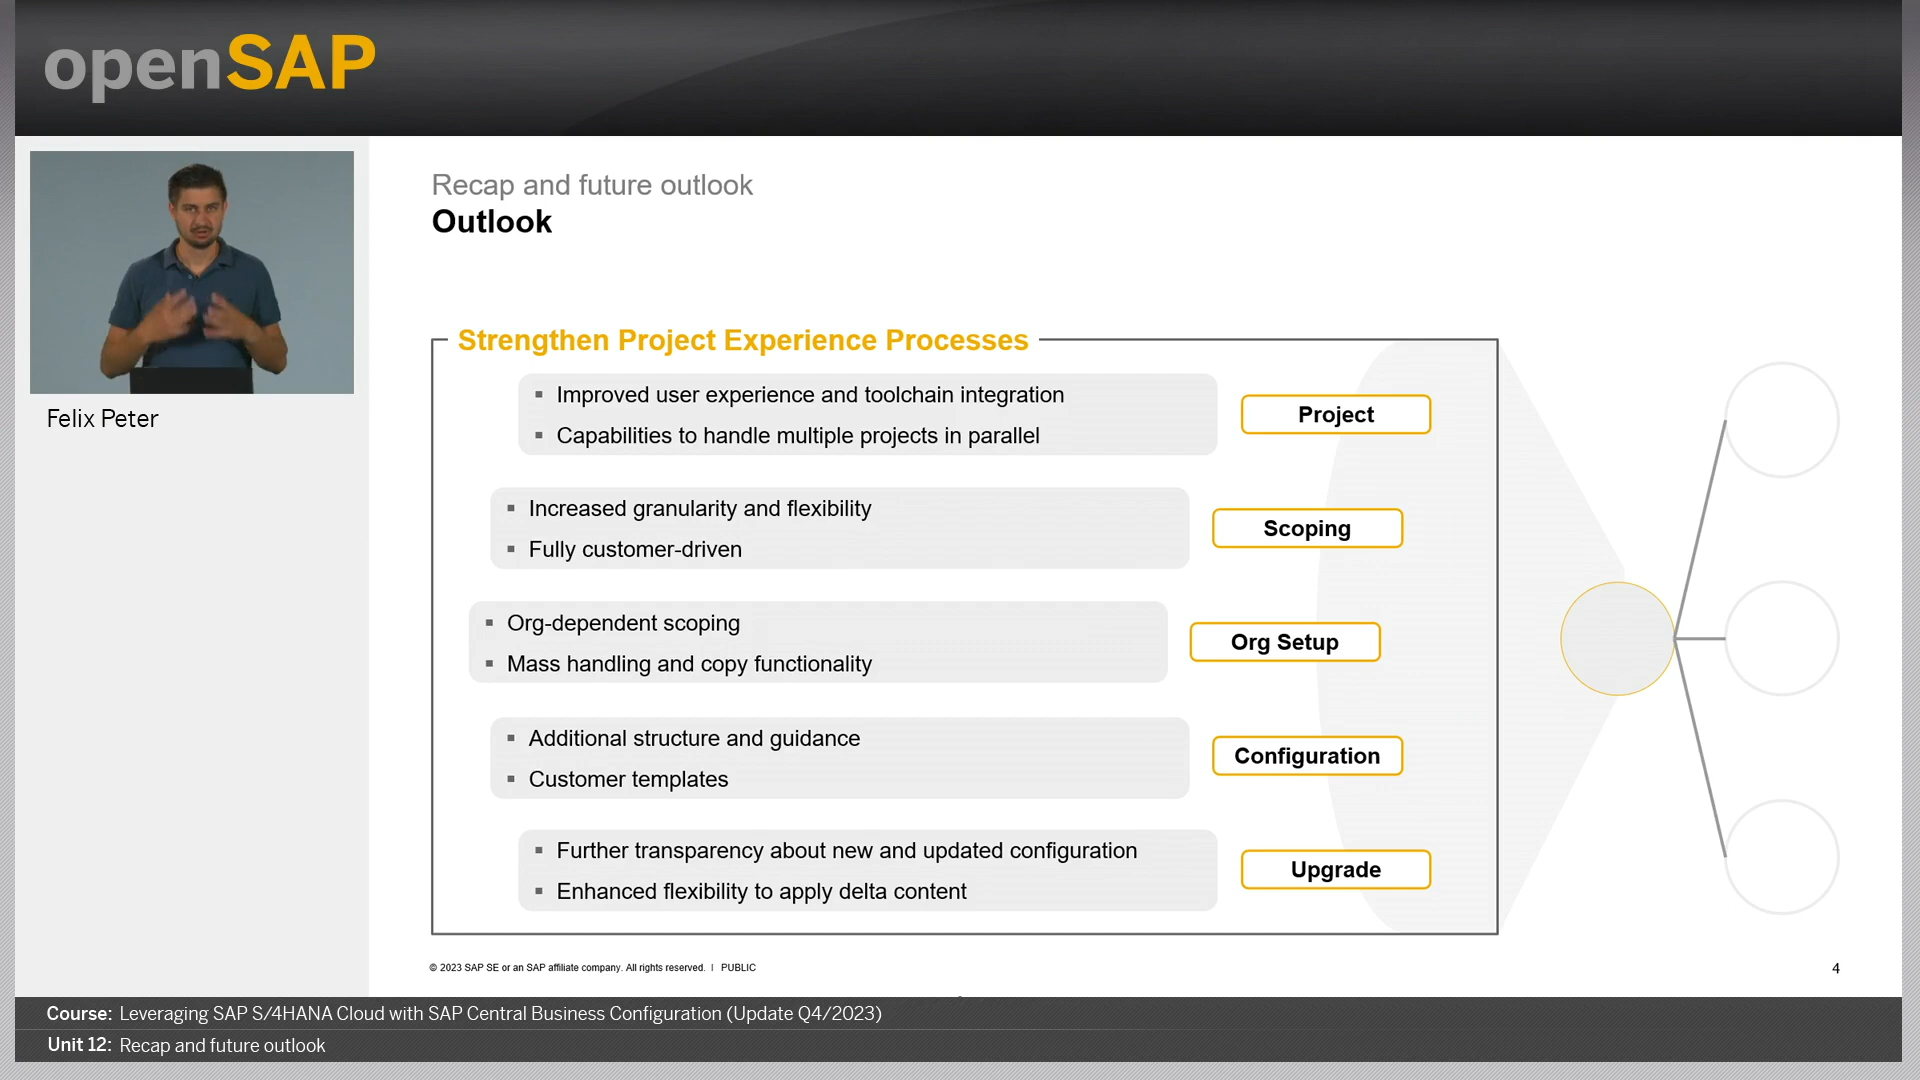 openSAP
Felix Peter
Recap and future outlook
Outlook
Strengthen Project Experience Processes
▪ Improved user experience and toolchain integration
▪ Capabilities to handle multiple projects in parallel
Project
▪ Increased granularity and flexibility
▪ Fully customer-driven
Scoping
▪ Org-dependent scoping
▪ Mass handling and copy functionality
Org Setup
▪ Additional structure and guidance
▪ Customer templates
Configuration
▪ Further transparency about new and updated configuration
▪ Enhanced flexibility to apply delta content
Upgrade
© 2023 SAP SE or an SAP affiliate company. All rights reserved. | PUBLIC
4
Course: Leveraging SAP S/4HANA Cloud with SAP Central Business Configuration (Update Q4/2023)
Unit 12: Recap and future outlook